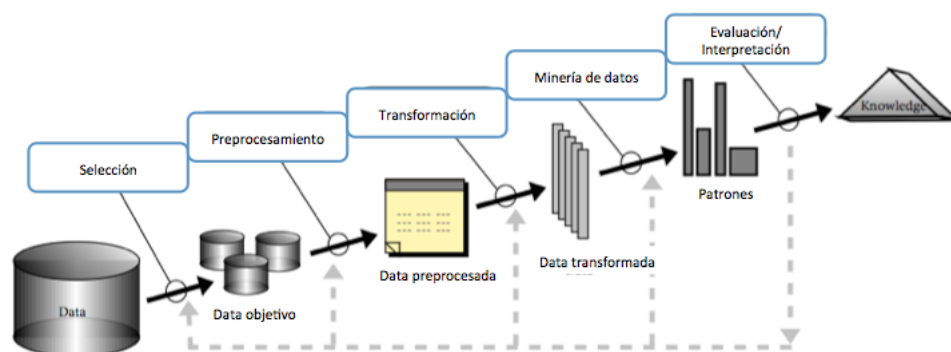 Evaluación/
Interpretación
Minería de datos
Transformación
Preprocesamiento
Selección
Knowledge
Patrones
Data transformada
Data preprocesada
Data objetivo
Data